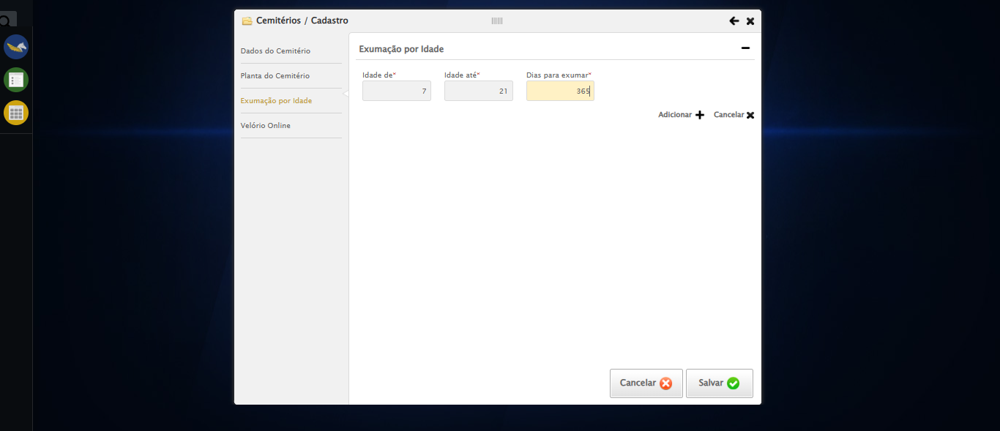 Cemitérios / Cadastro
Dados do Cemitério
Planta do Cemitério
Exumação por Idade
Velório Online
Exumação por Idade
Idade de* Idade até* Dias para exumar*
7 21 365
Adicionar Cancelar
Cancelar Salvar